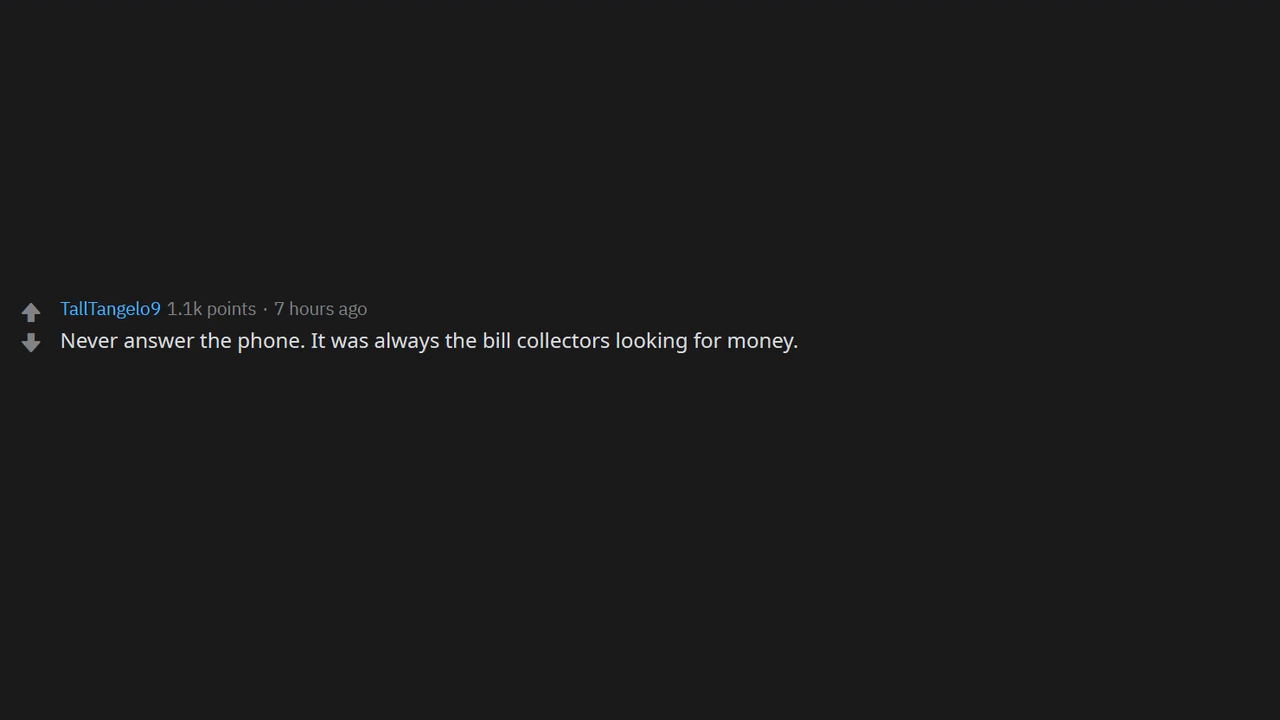 TallTangelo9 1.1k points · 7 hours ago
Never answer the phone. It was always the bill collectors looking for money.